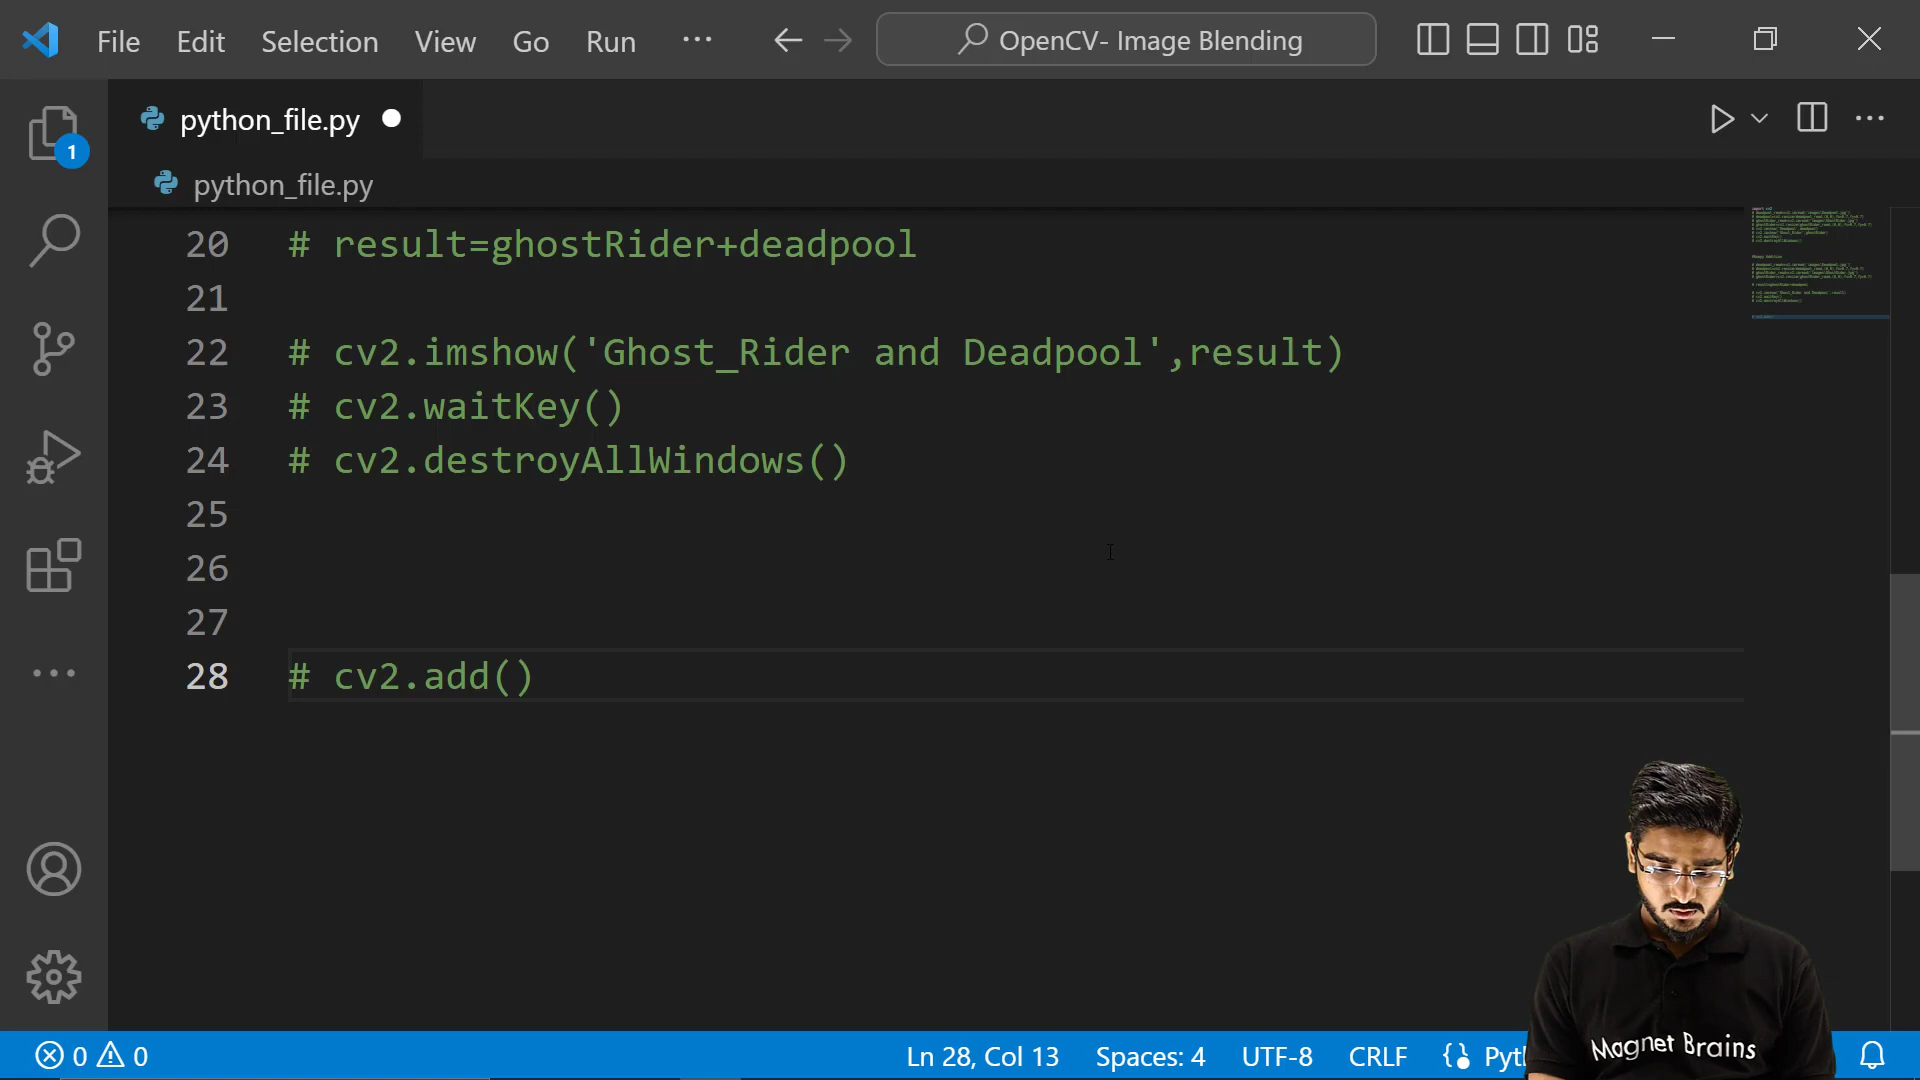 File Edit Selection View Go Run ··· OpenCV- Image Blending
python_file.py
1
python_file.py
20 # result=ghostRider+deadpool
21
22 # cv2.imshow('Ghost_Rider and Deadpool',result)
23 # cv2.waitKey()
24 # cv2.destroyAllWindows()
25
26
27
28 # cv2.add()
Magnet Brains
0 0 Ln 28, Col 13 Spaces: 4 UTF-8 CRLF {} Pyt